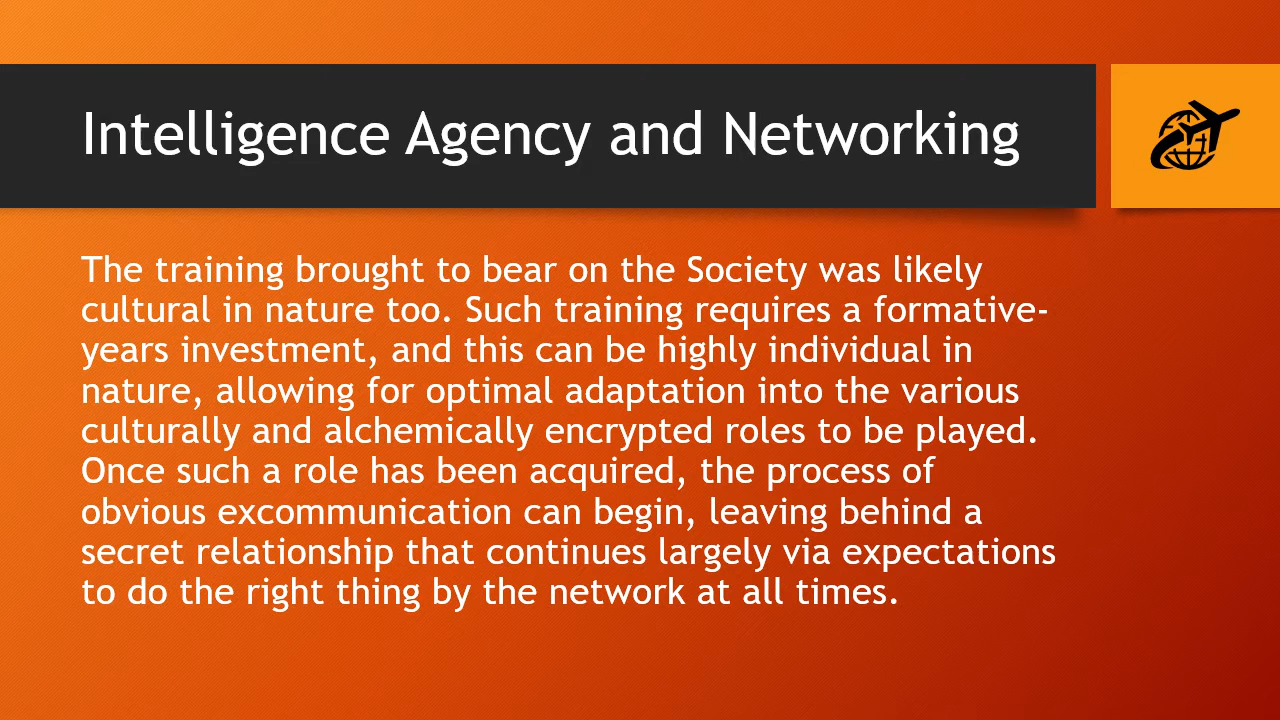 Intelligence Agency and Networking
The training brought to bear on the Society was likely
cultural in nature too. Such training requires a formative-
years investment, and this can be highly individual in
nature, allowing for optimal adaptation into the various
culturally and alchemically encrypted roles to be played.
Once such a role has been acquired, the process of
obvious excommunication can begin, leaving behind a
secret relationship that continues largely via expectations
to do the right thing by the network at all times.